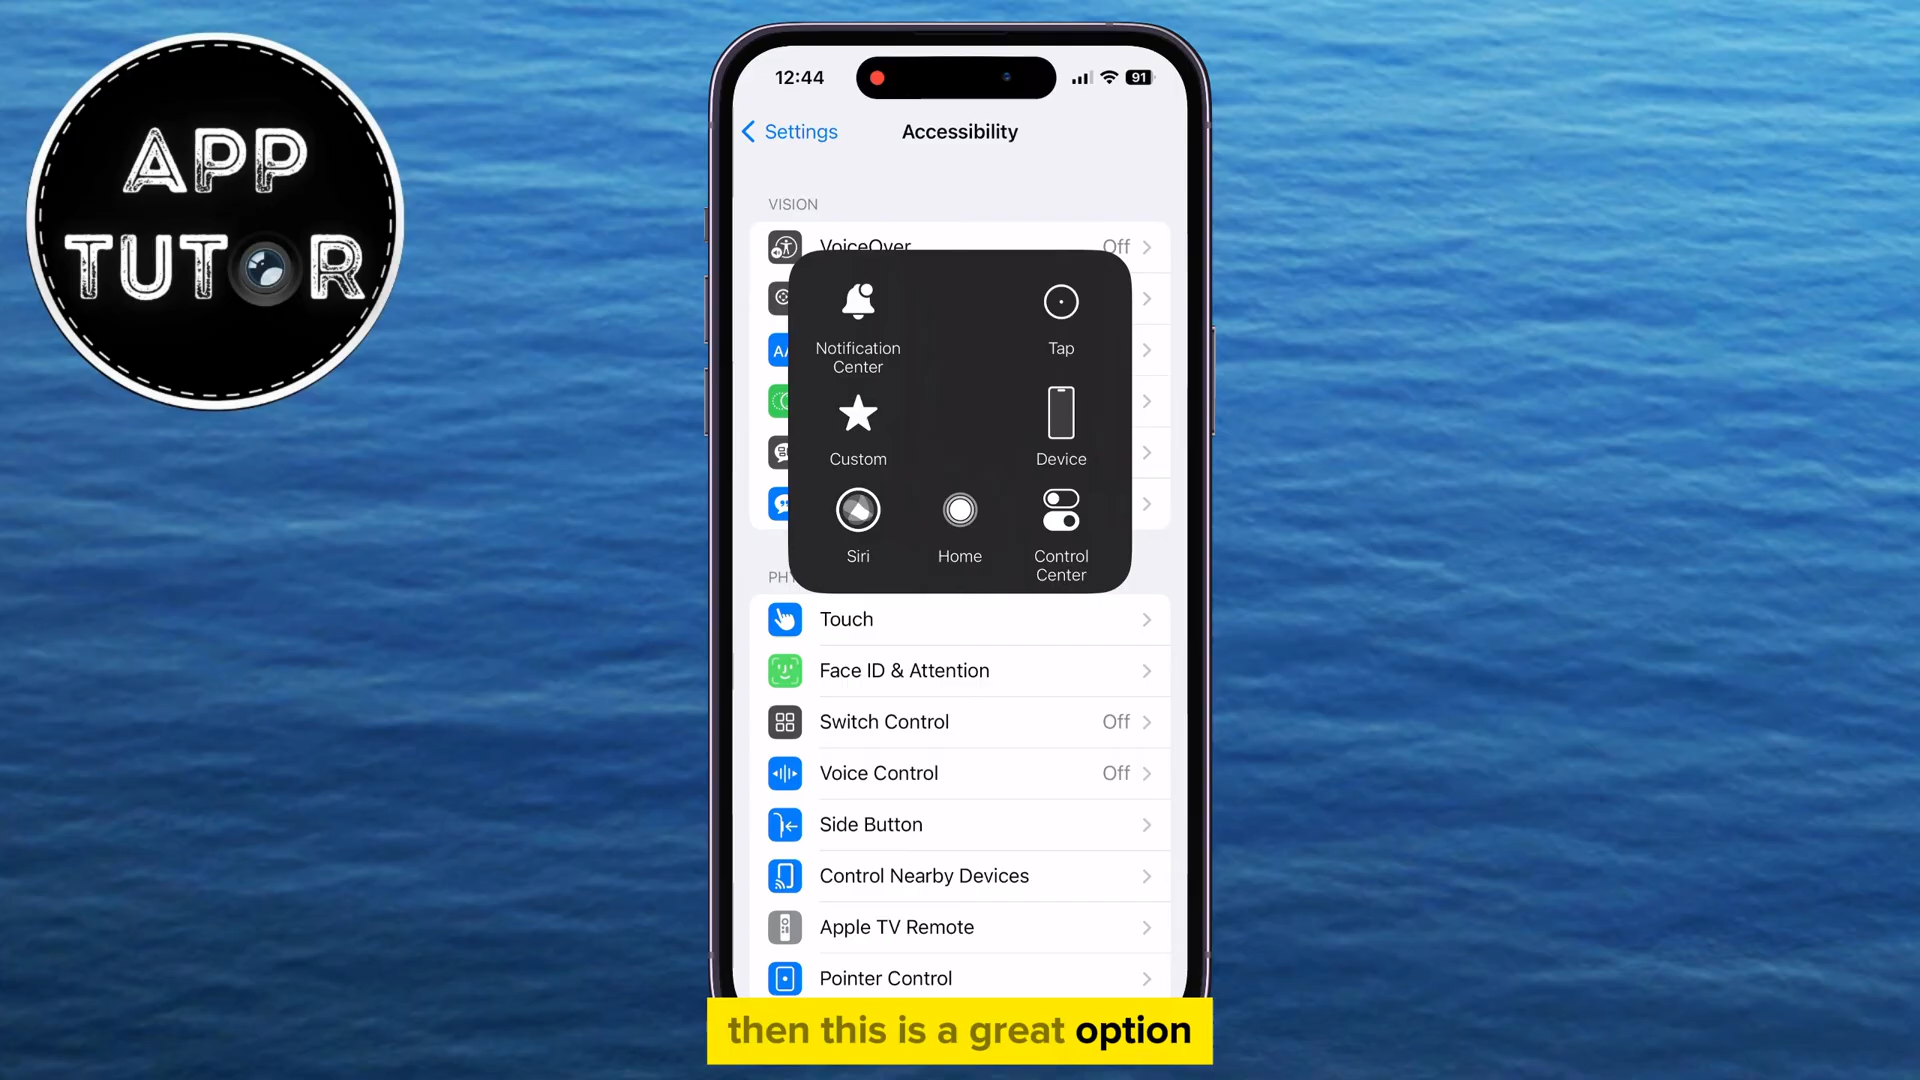 APP
TUTOR
12:44
91
Settings
Accessibility
VISION
VoiceOver
Off
Notification
Center
Tap
Custom
Device
Siri
Home
Control
Center
Touch
Face ID & Attention
Switch Control
Off
Voice Control
Off
Side Button
Control Nearby Devices
Apple TV Remote
Pointer Control
then this is a great option